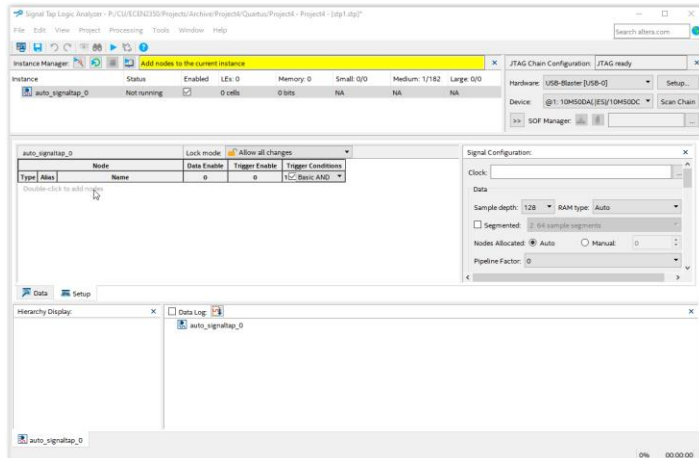 Signal Tap Logic Analyzer - P:/CU/ECEN2350/Projects/Archive/Project4/Quartus/Project4 - Project4 - [stp1.stp]*
File Edit View Project Processing Tools Window Help
Search altera.com
Instance Manager: Add nodes to the current instance
JTAG Chain Configuration: JTAG ready
Instance Status Enabled LEs: 0 Memory: 0 Small: 0/0 Medium: 1/182 Large: 0/0
auto_signaltap_0 Not running 0 cells 0 bits NA NA NA
Hardware: USB-Blaster [USB-0] Setup...
Device: @1: 10M50DA(.|ES)/10M50DC Scan Chain
>> SOF Manager: ...
auto_signaltap_0 Lock mode: Allow all changes
Signal Configuration:
Node Data Enable Trigger Enable Trigger Conditions
Type Alias Name 0 0 1 Basic AND
Double-click to add nodes
Clock: ...
Data
Sample depth: 128 RAM type: Auto
Segmented: 2 64 sample segments
Nodes Allocated: Auto Manual: 0
Pipeline Factor: 0
Data Setup
Hierarchy Display: Data Log:
auto_signaltap_0
auto_signaltap_0
0% 00:00:00